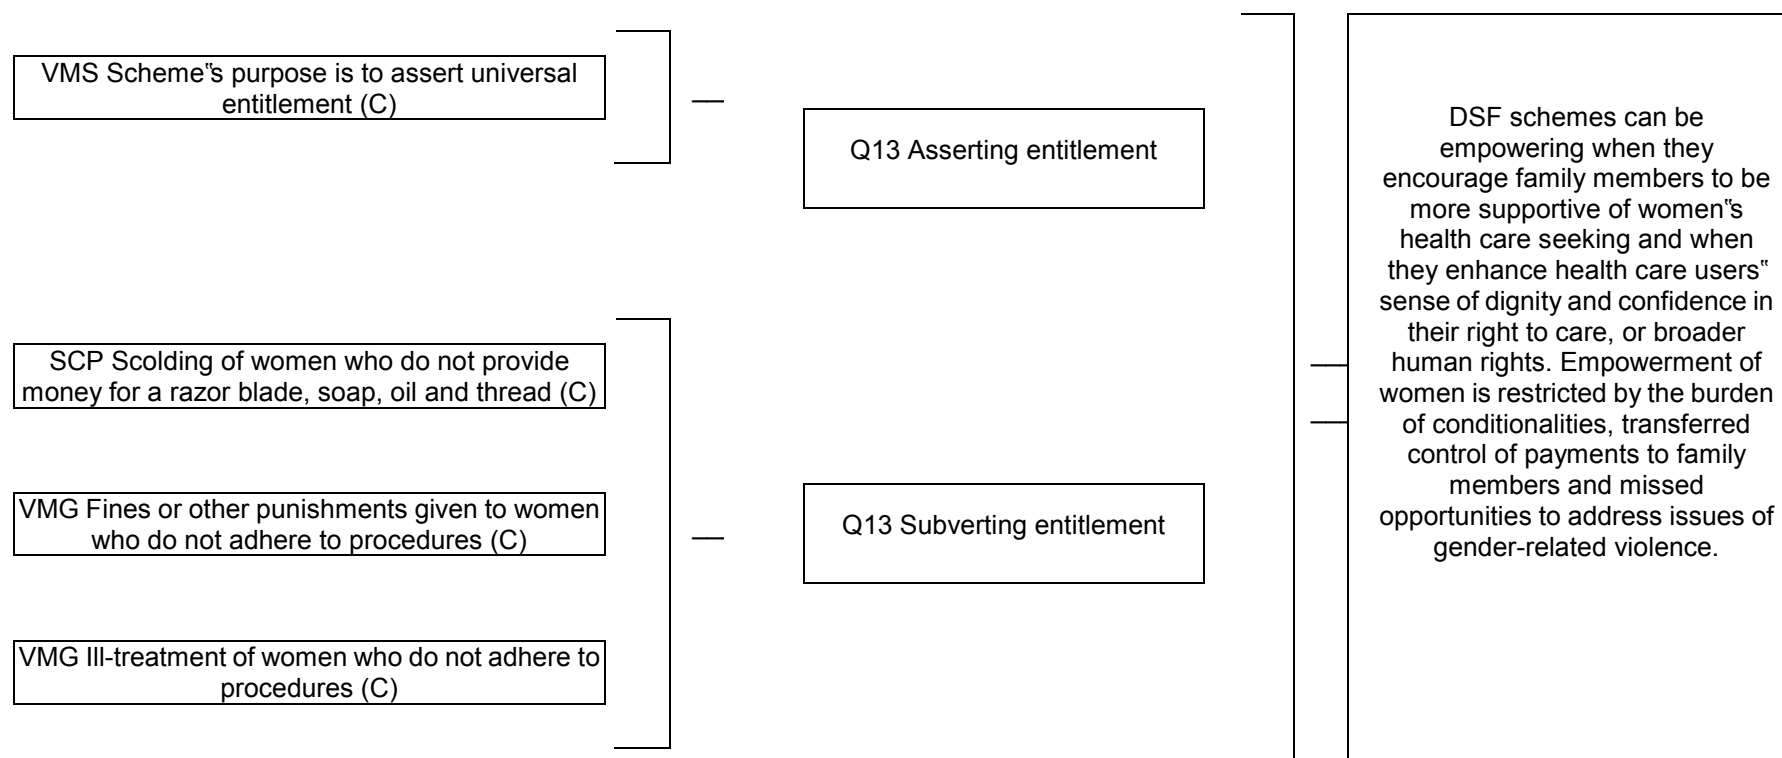 VMS Scheme‟s purpose is to assert universal
entitlement (C)
Q13 Asserting entitlement
SCP Scolding of women who do not provide
money for a razor blade, soap, oil and thread (C)
VMG Fines or other punishments given to women
who do not adhere to procedures (C)
VMG Ill-treatment of women who do not adhere to
procedures (C)
Q13 Subverting entitlement
DSF schemes can be
empowering when they
encourage family members to be
more supportive of women‟s
health care seeking and when
they enhance health care users‟
sense of dignity and confidence in
their right to care, or broader
human rights. Empowerment of
women is restricted by the burden
of conditionalities, transferred
control of payments to family
members and missed
opportunities to address issues of
gender-related violence.